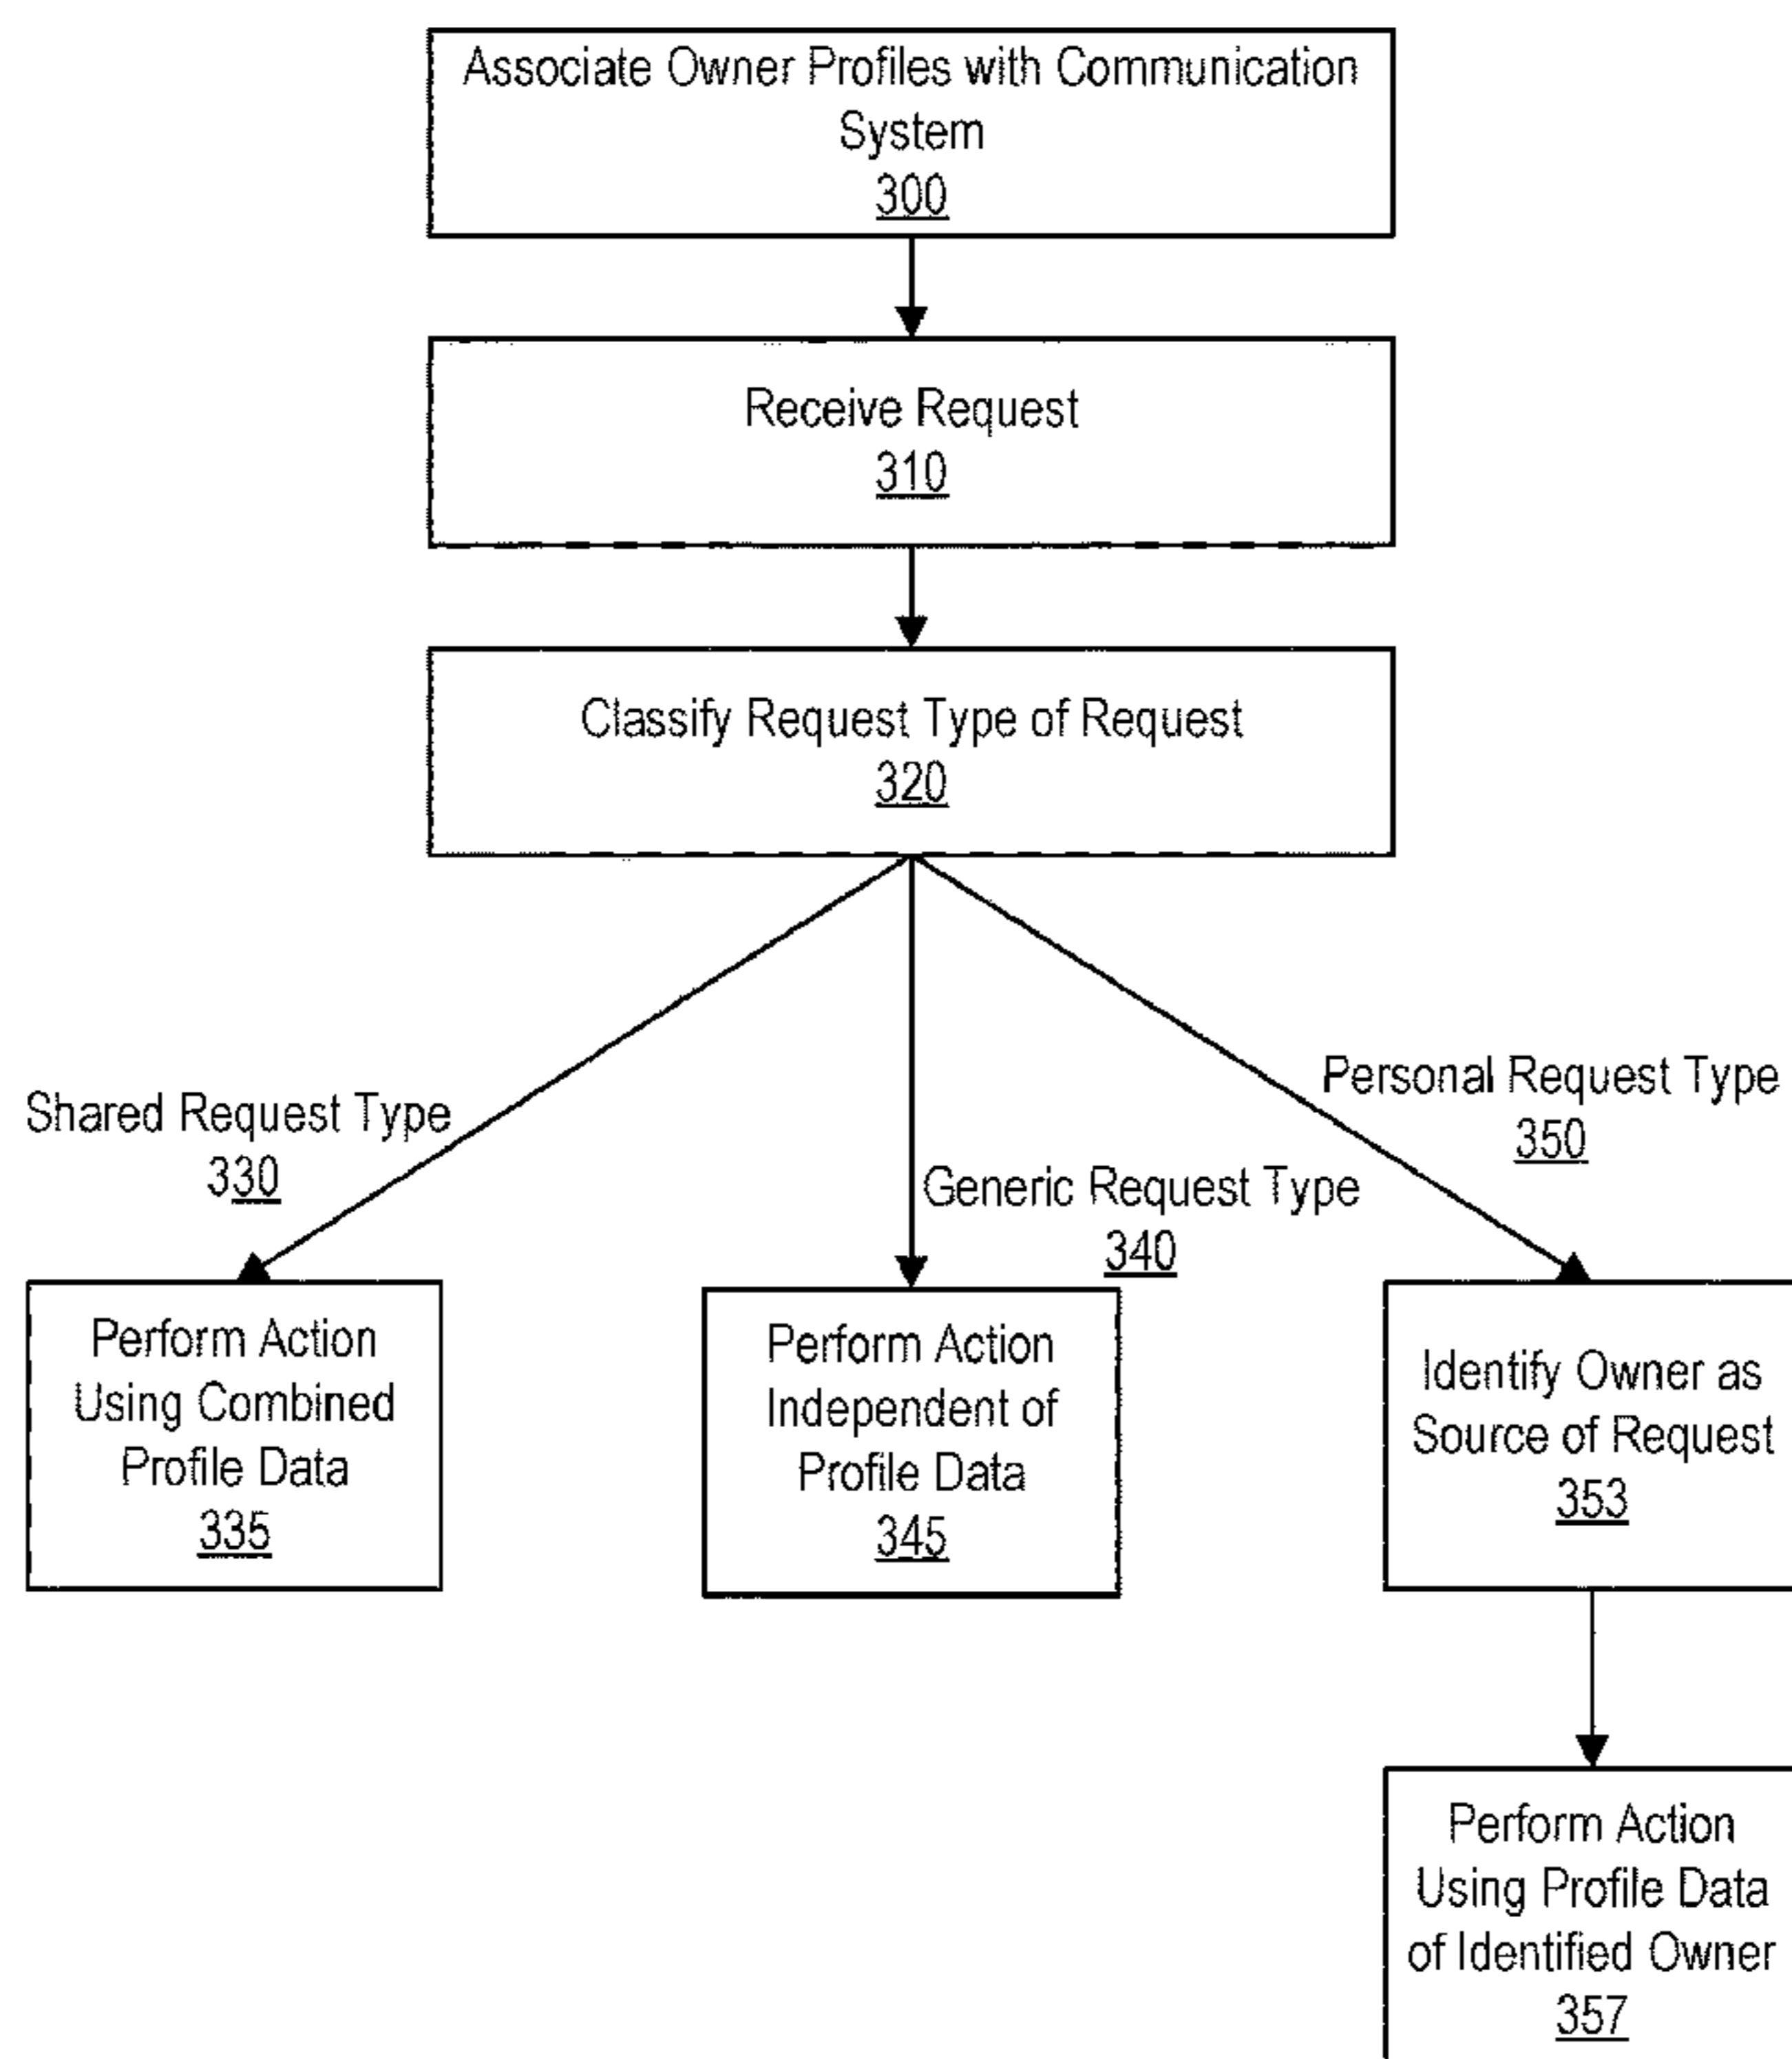 Associate Owner Profiles with Communication
System
300
Receive Request
310
Classify Request Type of Request
320
Shared Request Type
330
Generic Request Type
340
Personal Request Type
350
Perform Action
Using Combined
Profile Data
335
Perform Action
Independent of
Profile Data
345
Identify Owner as
Source of Request
353
Perform Action
Using Profile Data
of Identified Owner
357